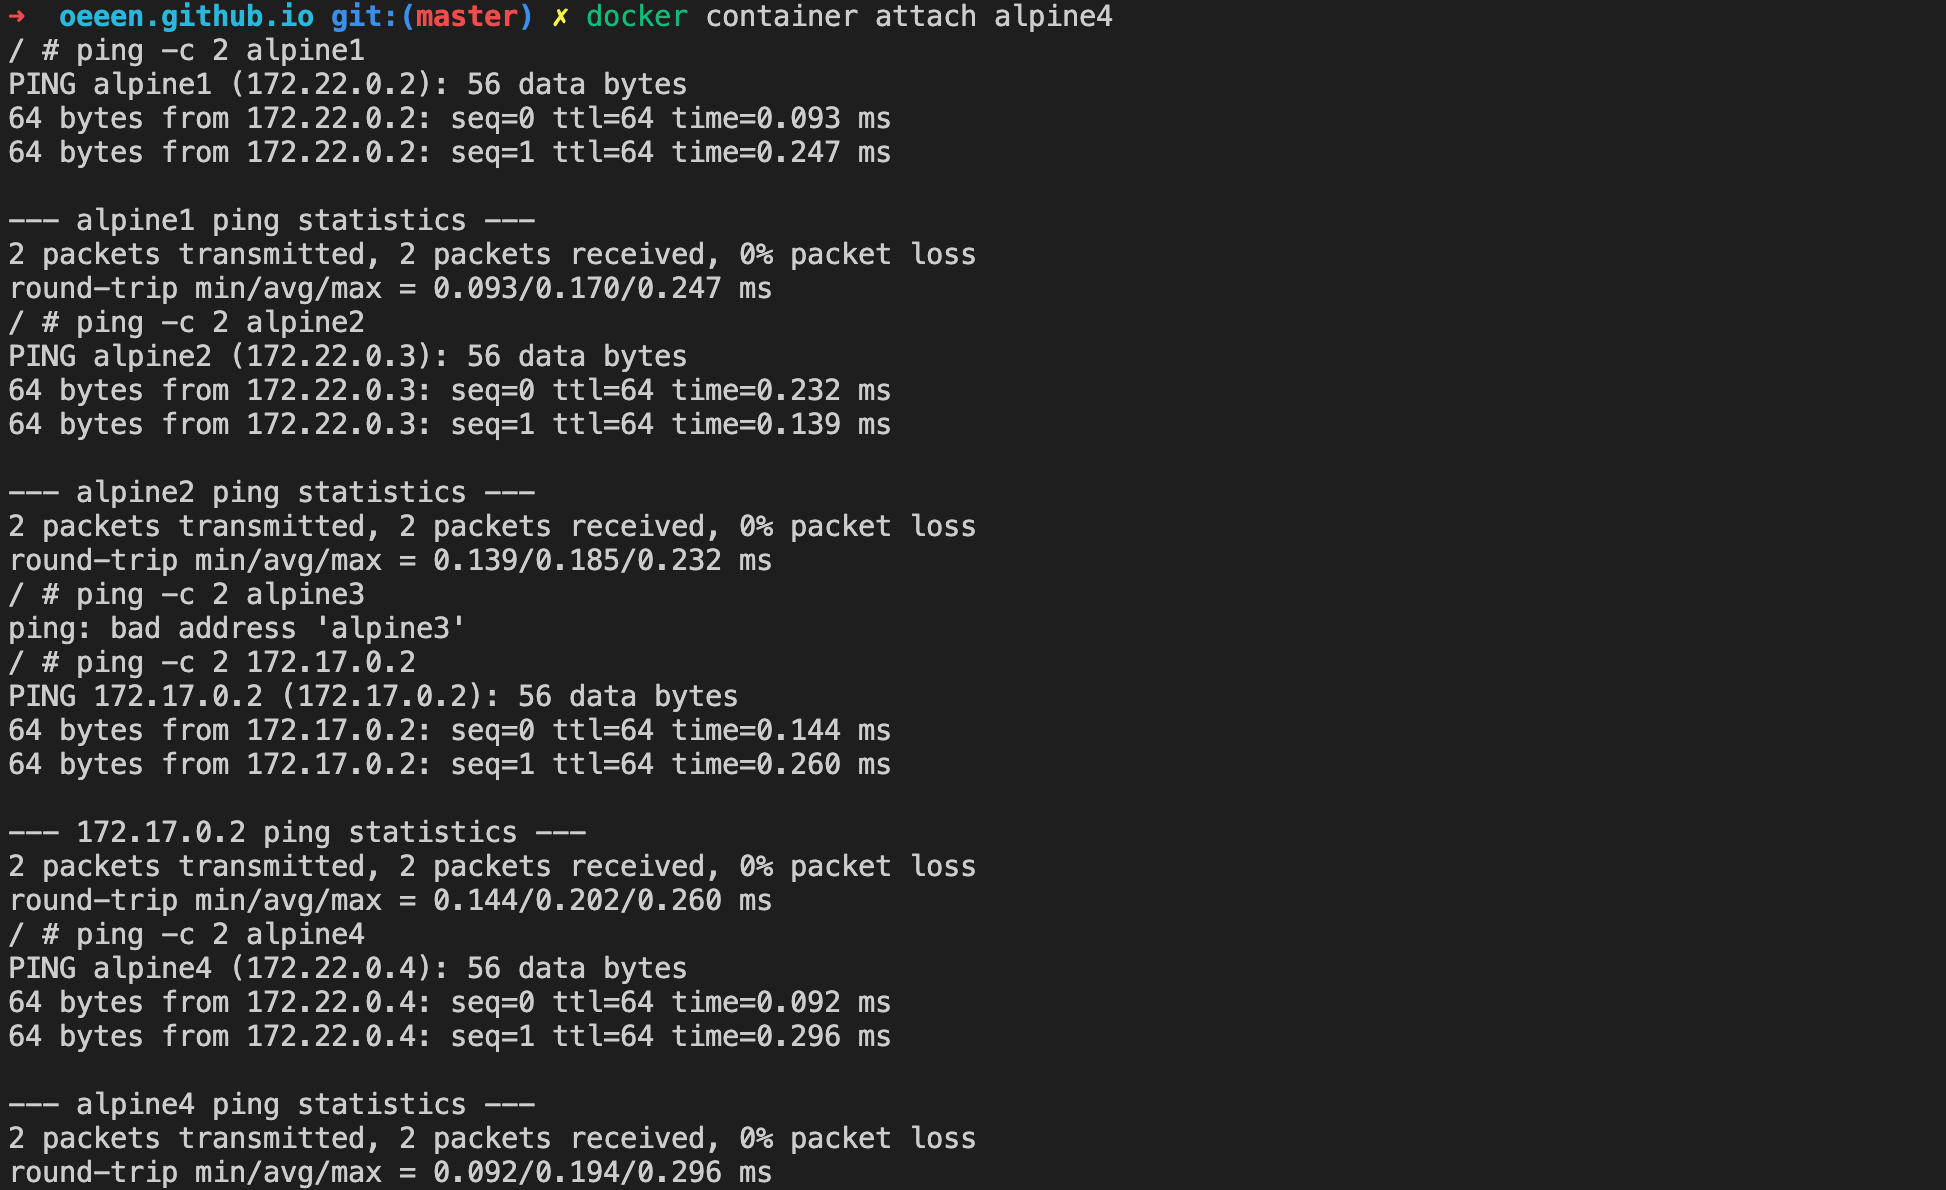 ➜  oeeen.github.io git:(master) ✗ docker container attach alpine4
/ # ping -c 2 alpine1
PING alpine1 (172.22.0.2): 56 data bytes
64 bytes from 172.22.0.2: seq=0 ttl=64 time=0.093 ms
64 bytes from 172.22.0.2: seq=1 ttl=64 time=0.247 ms

--- alpine1 ping statistics ---
2 packets transmitted, 2 packets received, 0% packet loss
round-trip min/avg/max = 0.093/0.170/0.247 ms
/ # ping -c 2 alpine2
PING alpine2 (172.22.0.3): 56 data bytes
64 bytes from 172.22.0.3: seq=0 ttl=64 time=0.232 ms
64 bytes from 172.22.0.3: seq=1 ttl=64 time=0.139 ms

--- alpine2 ping statistics ---
2 packets transmitted, 2 packets received, 0% packet loss
round-trip min/avg/max = 0.139/0.185/0.232 ms
/ # ping -c 2 alpine3
ping: bad address 'alpine3'
/ # ping -c 2 172.17.0.2
PING 172.17.0.2 (172.17.0.2): 56 data bytes
64 bytes from 172.17.0.2: seq=0 ttl=64 time=0.144 ms
64 bytes from 172.17.0.2: seq=1 ttl=64 time=0.260 ms

--- 172.17.0.2 ping statistics ---
2 packets transmitted, 2 packets received, 0% packet loss
round-trip min/avg/max = 0.144/0.202/0.260 ms
/ # ping -c 2 alpine4
PING alpine4 (172.22.0.4): 56 data bytes
64 bytes from 172.22.0.4: seq=0 ttl=64 time=0.092 ms
64 bytes from 172.22.0.4: seq=1 ttl=64 time=0.296 ms

--- alpine4 ping statistics ---
2 packets transmitted, 2 packets received, 0% packet loss
round-trip min/avg/max = 0.092/0.194/0.296 ms